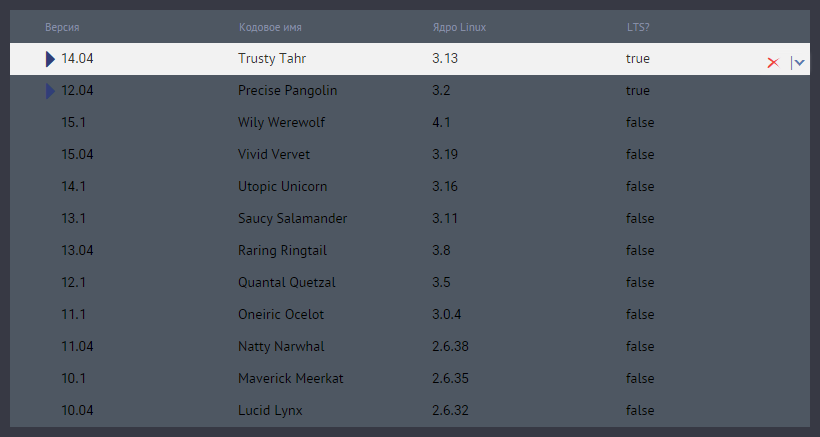 Версия Кодовое имя Ядро Linux LTS?
14.04 Trusty Tahr 3.13 true
12.04 Precise Pangolin 3.2 true
15.1 Wily Werewolf 4.1 false
15.04 Vivid Vervet 3.19 false
14.1 Utopic Unicorn 3.16 false
13.1 Saucy Salamander 3.11 false
13.04 Raring Ringtail 3.8 false
12.1 Quantal Quetzal 3.5 false
11.1 Oneiric Ocelot 3.0.4 false
11.04 Natty Narwhal 2.6.38 false
10.1 Maverick Meerkat 2.6.35 false
10.04 Lucid Lynx 2.6.32 false